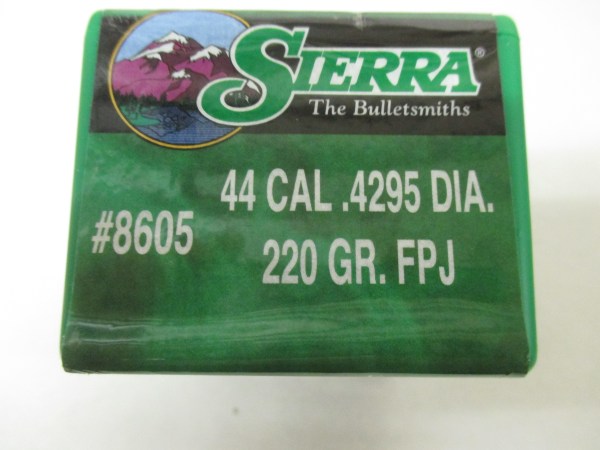 SIERRA®
The Bulletsmiths
44 CAL .4295 DIA.
#8605
220 GR. FPJ